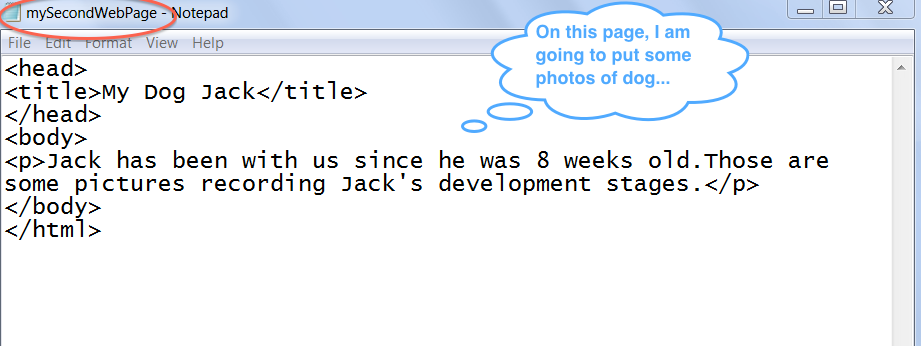 mySecondWebPage - Notepad
File Edit Format View Help
On this page, I am
going to put some
photos of dog...
<head>
<title>My Dog Jack</title>
</head>
<body>
<p>Jack has been with us since he was 8 weeks old.Those are
some pictures recording Jack's development stages.</p>
</body>
</html>